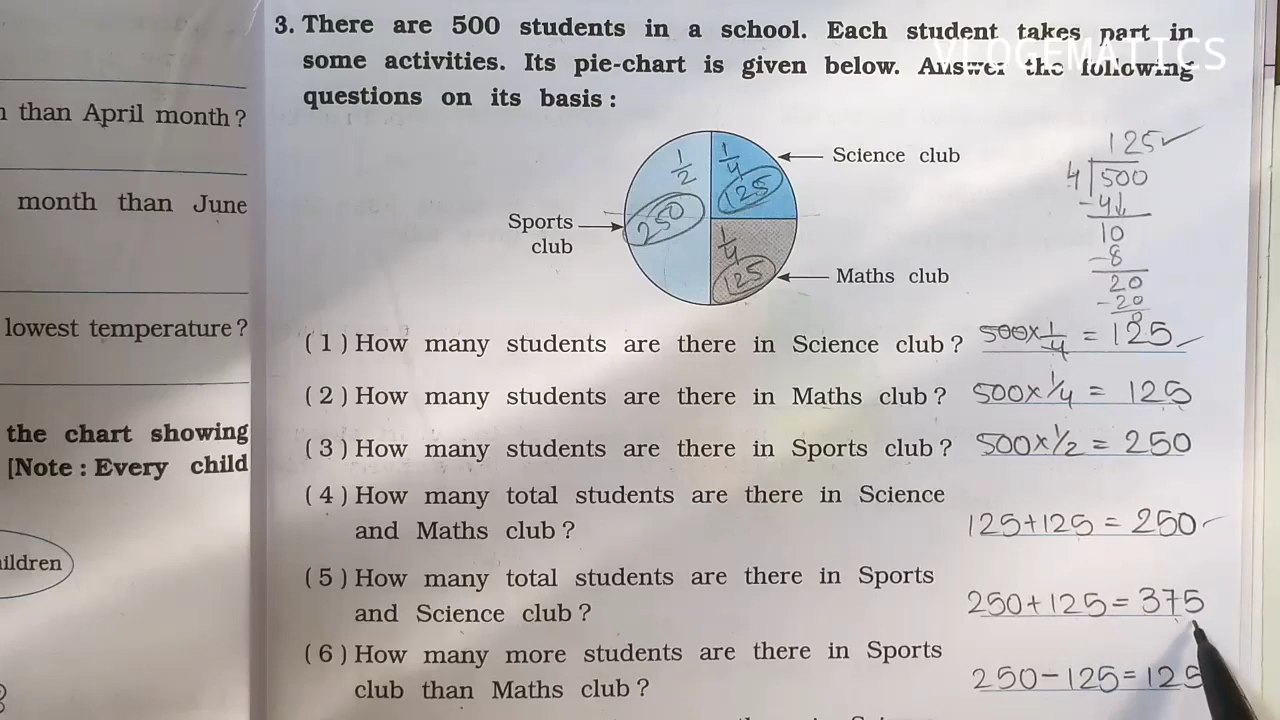 3. There are 500 students in a school. Each student takes part in
VLOGEMATICS
some activities. Its pie-chart is given below. Answer the following
questions on its basis :
than April month ?
month than June
lowest temperature ?
the chart showing
[Note : Every child
ildren
1/2
250
1/4
125
1/4
125
Science club
Sports
club
Maths club
125 ✓
4 500
-4↓
10
-8
20
-20
0
( 1 ) How many students are there in Science club ? 500×1/4 = 125
( 2 ) How many students are there in Maths club ? 500×1/4 = 125
( 3 ) How many students are there in Sports club ? 500×1/2 = 250
( 4 ) How many total students are there in Science
and Maths club ? 125+125 = 250
( 5 ) How many total students are there in Sports
and Science club ? 250+125=375
( 6 ) How many more students are there in Sports
club than Maths club ? 250-125=125